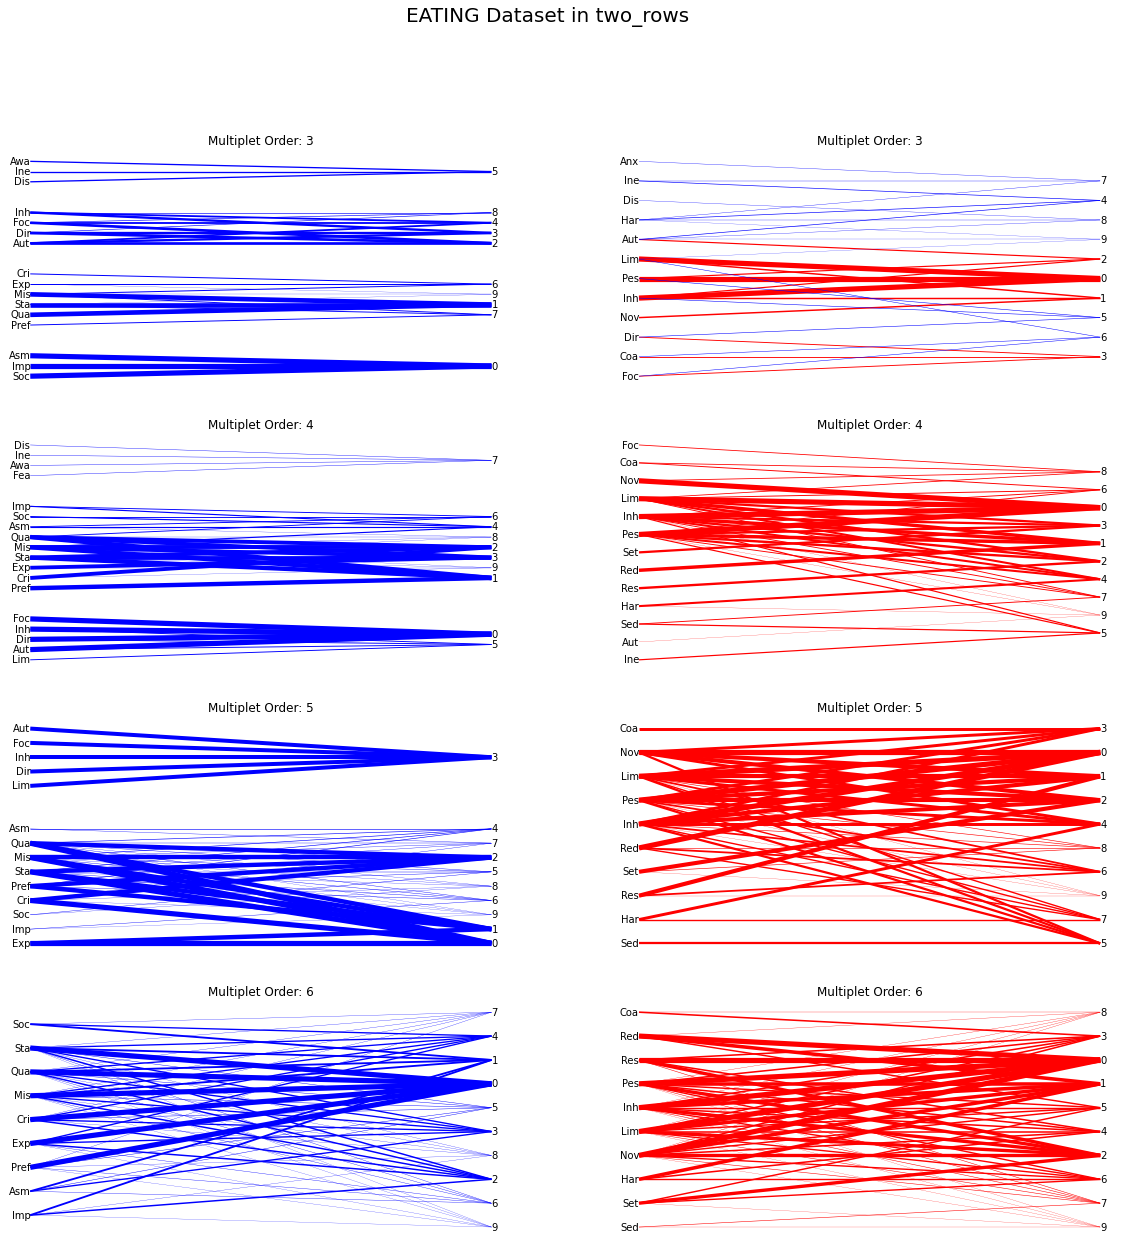 EATING Dataset in two_rows
Multiplet Order: 3
Awa
Ine
Dis
Inh
Foc
Dir
Aut
Cri
Exp
Mis
Sta
Qua
Pref
Asm
Imp
Soc
5
8
4
3
2
6
9
1
7
0
Multiplet Order: 3
Anx
Ine
Dis
Har
Aut
Lim
Pes
Inh
Nov
Dir
Coa
Foc
7
4
8
9
2
0
1
5
6
3
Multiplet Order: 4
Dis
Ine
Awa
Fea
Imp
Soc
Asm
Qua
Mis
Sta
Exp
Cri
Pref
Foc
Inh
Dir
Aut
Lim
7
6
4
8
2
3
9
1
0
5
Multiplet Order: 4
Foc
Coa
Nov
Lim
Inh
Pes
Set
Red
Res
Har
Sed
Aut
Ine
8
6
0
3
1
2
4
7
9
5
Multiplet Order: 5
Aut
Foc
Inh
Dir
Lim
Asm
Qua
Mis
Sta
Pref
Cri
Soc
Imp
Exp
3
4
7
2
5
8
6
9
1
0
Multiplet Order: 5
Coa
Nov
Lim
Pes
Inh
Red
Set
Res
Har
Sed
3
0
1
2
4
8
6
9
7
5
Multiplet Order: 6
Soc
Sta
Qua
Mis
Cri
Exp
Pref
Asm
Imp
7
4
1
0
5
3
8
2
6
9
Multiplet Order: 6
Coa
Red
Res
Pes
Inh
Lim
Nov
Har
Set
Sed
8
3
0
1
5
4
2
6
7
9